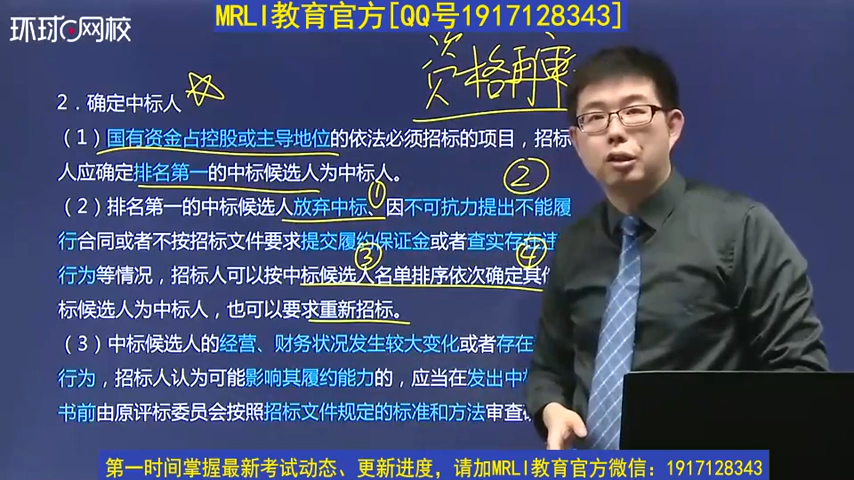 MRLI教育官方[QQ号1917128343]
环球网校
资格再审
2．确定中标人
（1）国有资金占控股或主导地位的依法必须招标的项目，招标
人应确定排名第一的中标候选人为中标人。
① ②
（2）排名第一的中标候选人放弃中标、因不可抗力提出不能履
行合同或者不按招标文件要求提交履约保证金或者查实存在违
③ ④
行为等情况，招标人可以按中标候选人名单排序依次确定其
标候选人为中标人，也可以要求重新招标。
（3）中标候选人的经营、财务状况发生较大变化或者存在
行为，招标人认为可能影响其履约能力的，应当在发出中
书前由原评标委员会按照招标文件规定的标准和方法审查
第一时间掌握最新考试动态、更新进度，请加MRLI教育官方微信：1917128343